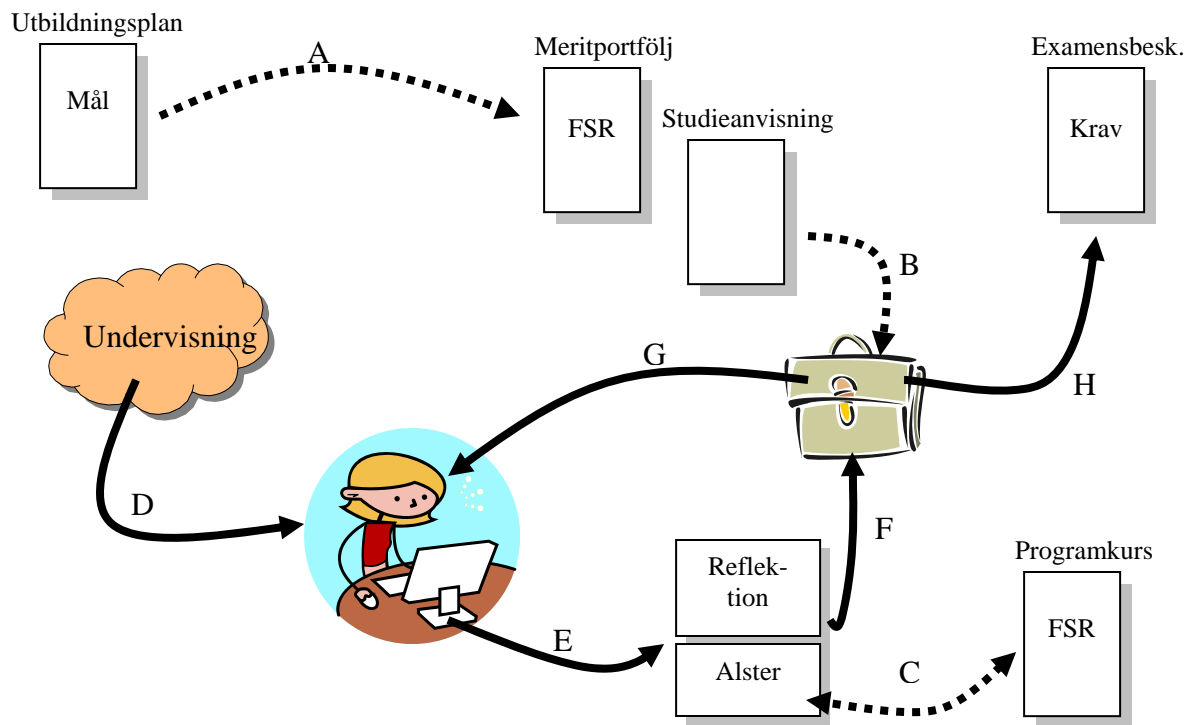 Utbildningsplan
Mål
A
Meritportfölj
FSR
Studieanvisning
Examensbesk.
Krav
B
Undervisning
G
H
D
F
Reflek-
tion
E
Alster
C
Programkurs
FSR